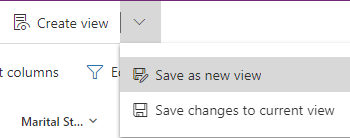 Create view
Save as new view
t columns
Save changes to current view
Marital St...